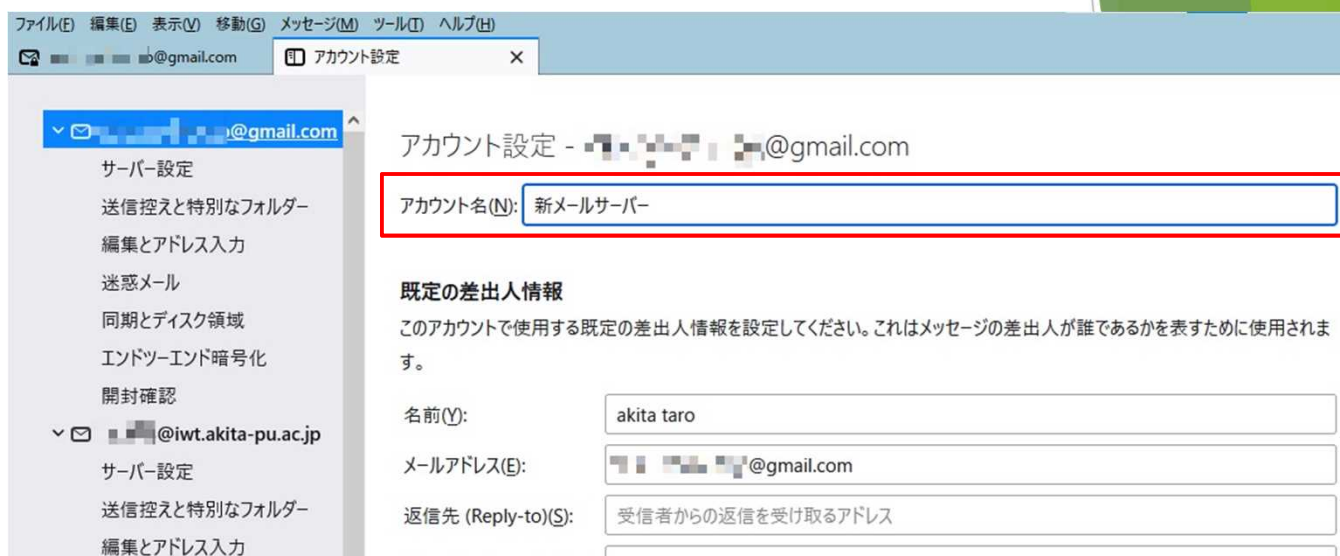 ファイル(F) 編集(E) 表示(V) 移動(G) メッセージ(M) ツール(T) ヘルプ(H)
@gmail.com アカウント設定
@gmail.com
サーバー設定
送信控えと特別なフォルダー
編集とアドレス入力
迷惑メール
同期とディスク領域
エンドツーエンド暗号化
開封確認
@iwt.akita-pu.ac.jp
サーバー設定
送信控えと特別なフォルダー
編集とアドレス入力
アカウント設定 - @gmail.com
アカウント名(N): 新メールサーバー
既定の差出人情報
このアカウントで使用する既定の差出人情報を設定してください。これはメッセージの差出人が誰であるかを表すために使用されま
す。
名前(Y): akita taro
メールアドレス(E): @gmail.com
返信先 (Reply-to)(S): 受信者からの返信を受け取るアドレス